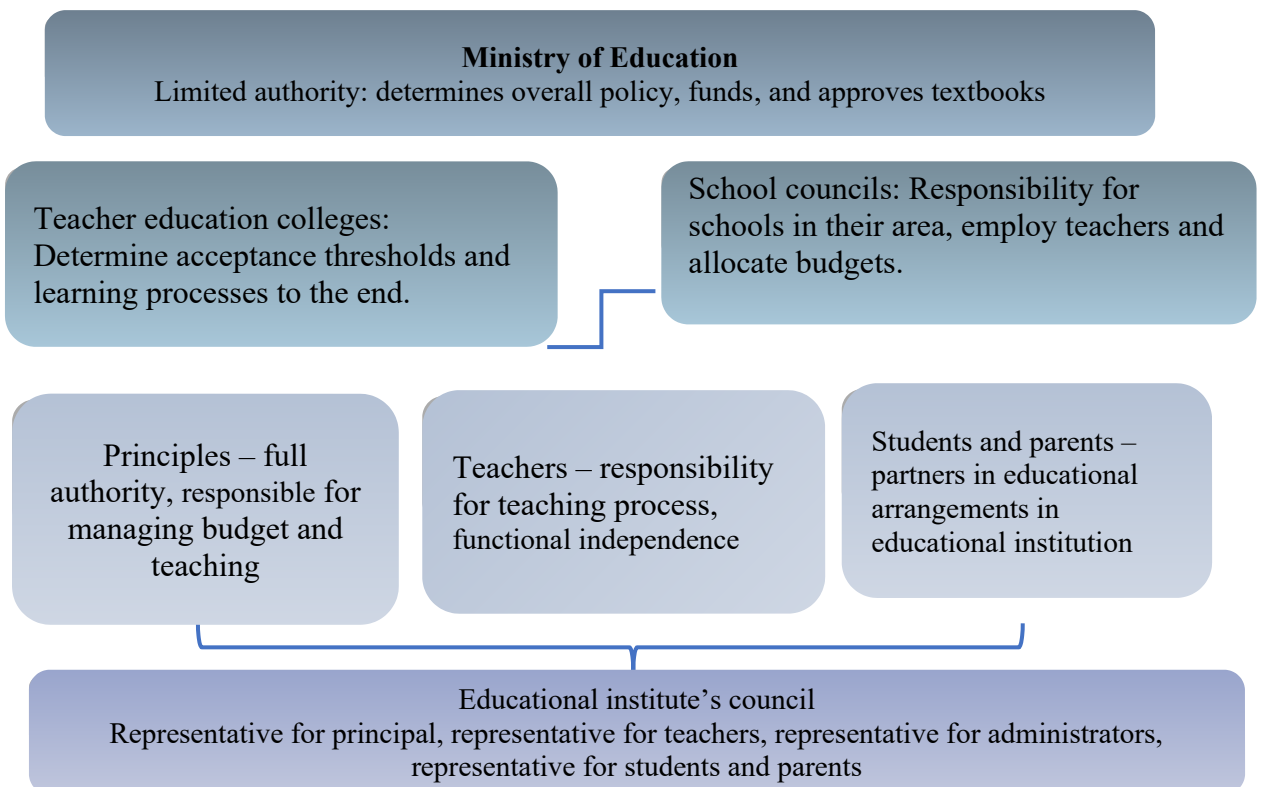 Ministry of Education
Limited authority: determines overall policy, funds, and approves textbooks
Teacher education colleges:
Determine acceptance thresholds and
learning processes to the end.
School councils: Responsibility for
schools in their area, employ teachers and
allocate budgets.
Principles – full
authority, responsible for
managing budget and
teaching
Teachers – responsibility
for teaching process,
functional independence
Students and parents –
partners in educational
arrangements in
educational institution
Educational institute’s council
Representative for principal, representative for teachers, representative for administrators,
representative for students and parents